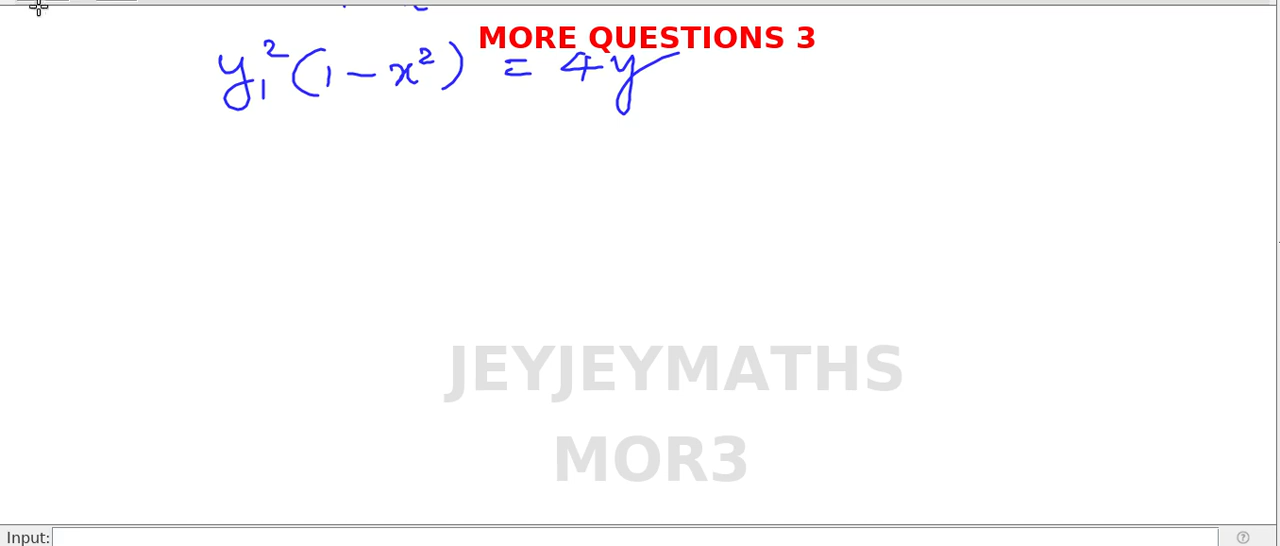 MORE QUESTIONS 3
y₁²(1-x²) = 4y
JEYJEYMATHS
MOR3
Input: